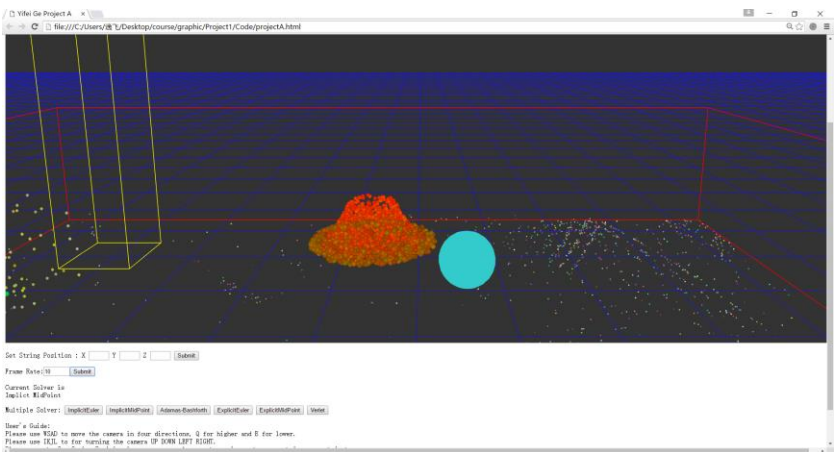 Yifei Ge Project A
file:///C:/Users/逸飞/Desktop/course/graphic/Project1/Code/projectA.html
Set String Position : X Y Z Submit
Frame Rate: 10 Submit
Current Solver is
Implict MidPoint
Multiple Solver: ImplicitEuler ImplicitMidPoint Adamas-Bashforth ExplicitEuler ExplicitMidPoint Verlet
User's Guide:
Please use WSAD to move the camera in four directions, Q for higher and E for lower.
Please use IKJL to for turning the camera UP DOWN LEFT RIGHT.